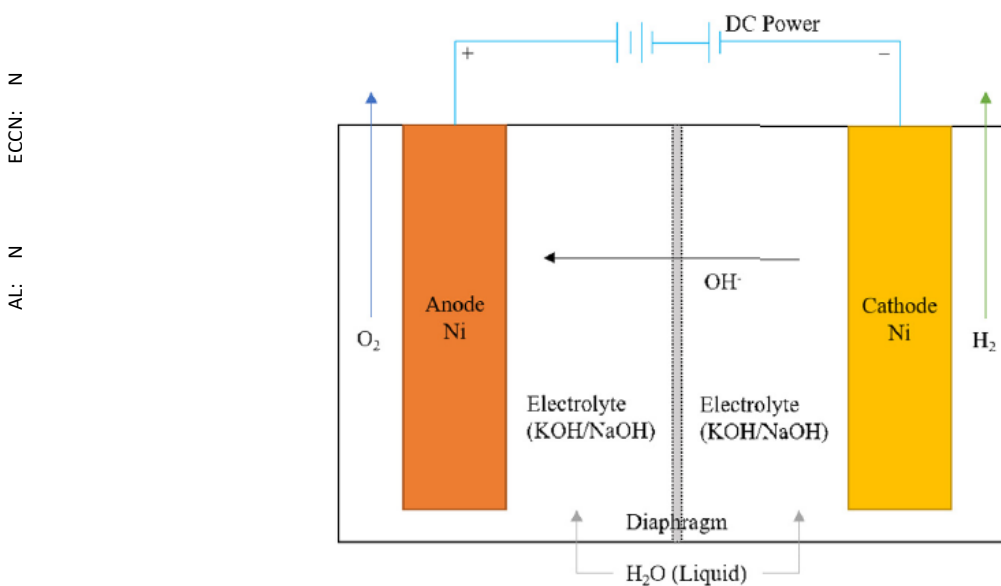 AL: N ECCN: N
DC Power
+
−
O₂
Anode
Ni
OH⁻
Cathode
Ni
H₂
Electrolyte
(KOH/NaOH)
Electrolyte
(KOH/NaOH)
Diaphragm
H₂O (Liquid)